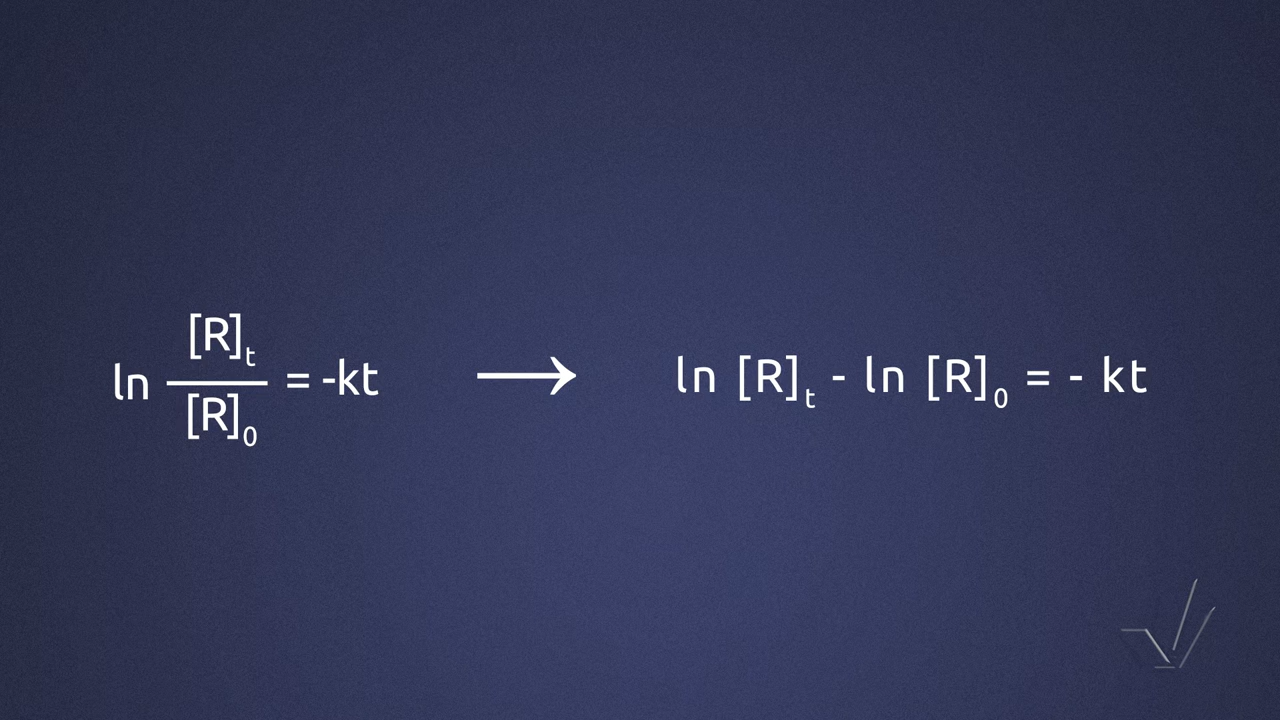 ln [R]t / [R]0 = -kt → ln [R]t - ln [R]0 = - kt